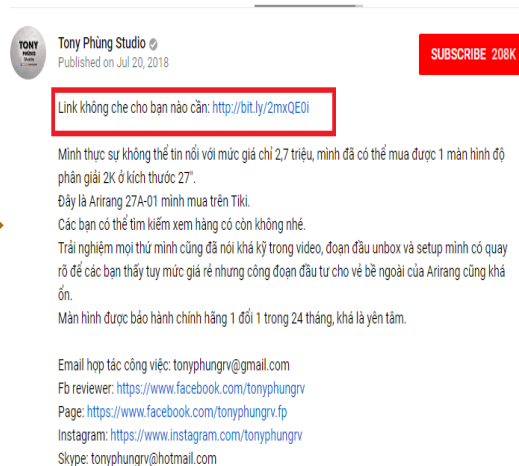 TONY
PHÙNG
Studio
Tony Phùng Studio
Published on Jul 20, 2018
SUBSCRIBE 208K
Link không che cho bạn nào cần: http://bit.ly/2mxQE0i
Mình thực sự không thể tin nổi với mức giá chỉ 2,7 triệu, mình đã có thể mua được 1 màn hình độ
phân giải 2K ở kích thước 27".
Đây là Arirang 27A-01 mình mua trên Tiki.
Các bạn có thể tìm kiếm xem hàng có còn không nhé.
Trải nghiệm mọi thứ mình cũng đã nói khá kỹ trong video, đoạn đầu unbox và setup mình có quay
rõ để các bạn thấy tuy mức giá rẻ nhưng công đoạn đầu tư cho vẻ bề ngoài của Arirang cũng khá
ổn.
Màn hình được bảo hành chính hãng 1 đổi 1 trong 24 tháng, khá là yên tâm.
Email hợp tác công việc: tonyphungrv@gmail.com
Fb reviewer: https://www.facebook.com/tonyphungrv
Page: https://www.facebook.com/tonyphungrv.fp
Instagram: https://www.instagram.com/tonyphungrv
Skype: tonyphungrv@hotmail.com